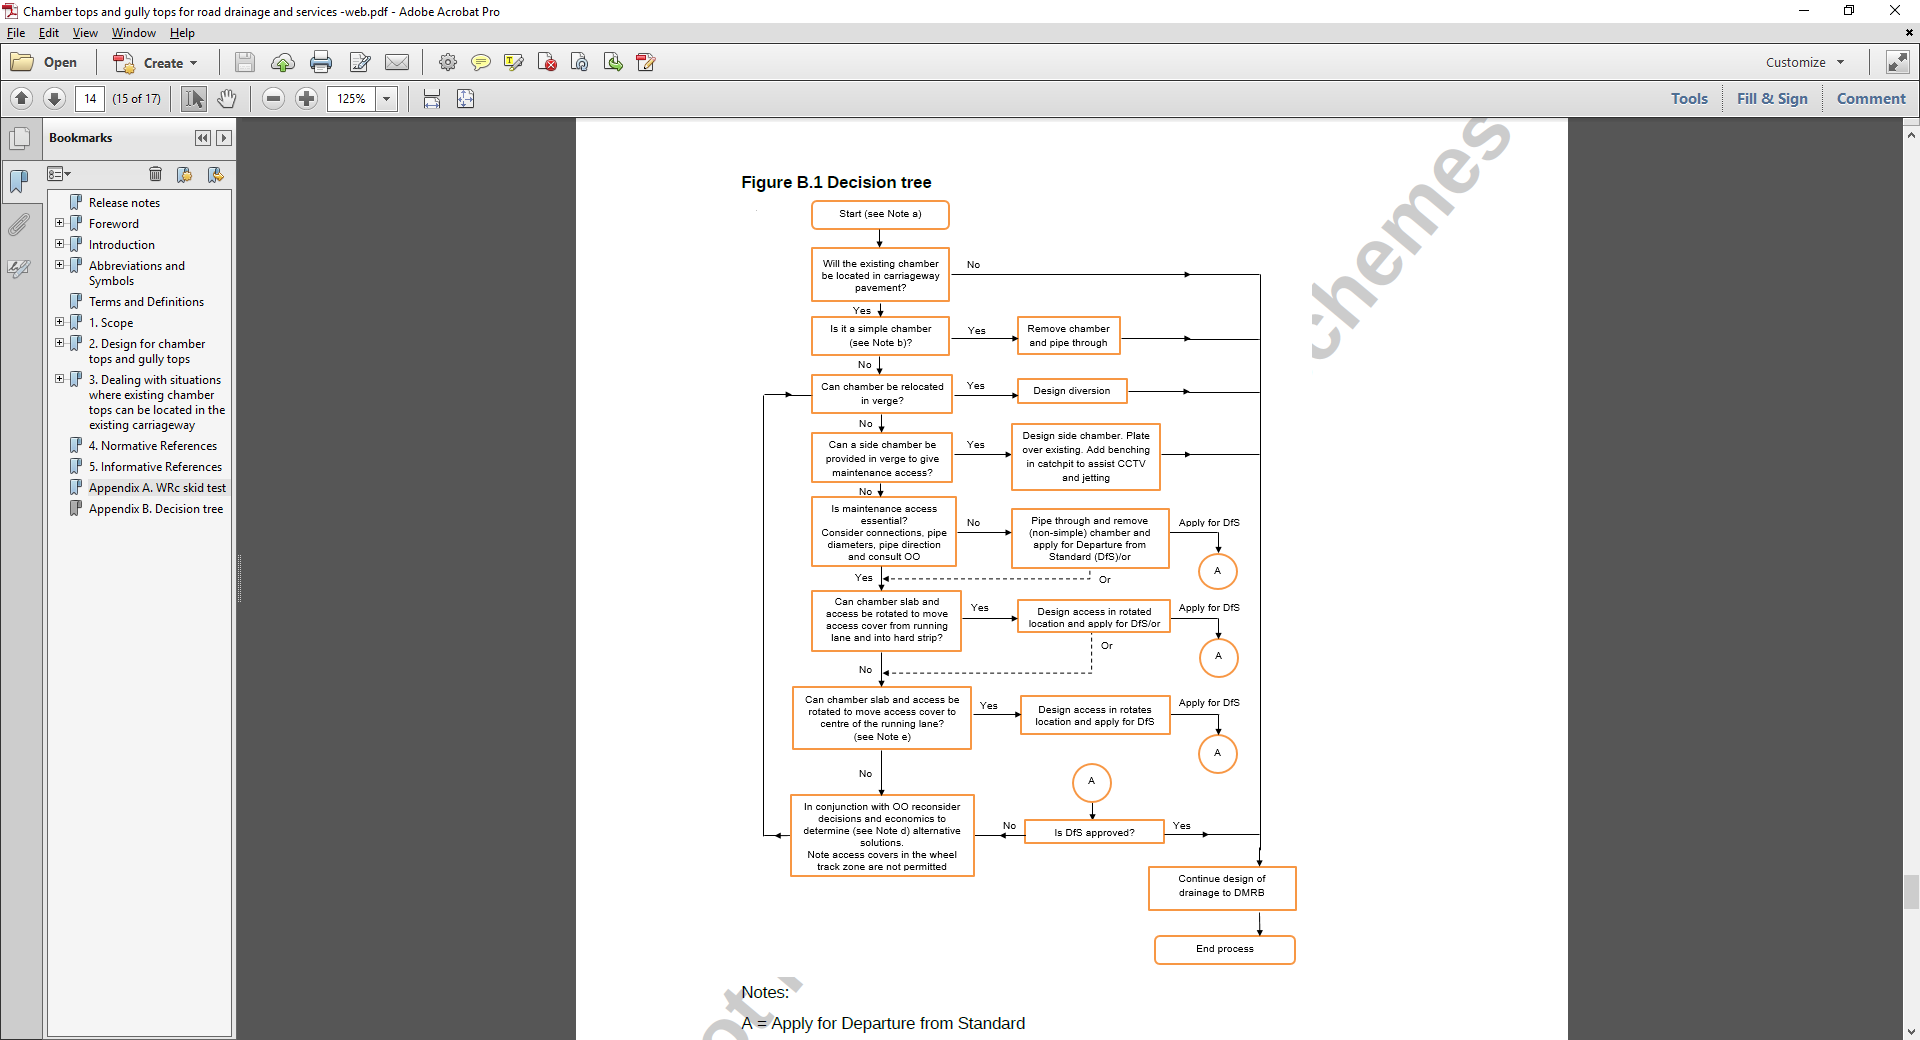 Chamber tops and gully tops for road drainage and services -web.pdf - Adobe Acrobat Pro
File Edit View Window Help
Open Create Customize
14 (15 of 17) 125% Tools Fill & Sign Comment
Bookmarks
Release notes
Foreword
Introduction
Abbreviations and
Symbols
Terms and Definitions
1. Scope
2. Design for chamber
tops and gully tops
3. Dealing with situations
where existing chamber
tops can be located in the
existing carriageway
4. Normative References
5. Informative References
Appendix A. WRc skid test
Appendix B. Decision tree
chemes
Figure B.1 Decision tree
Start (see Note a)
Will the existing chamber
be located in carriageway
pavement?
No
Yes
Is it a simple chamber
(see Note b)?
Yes
Remove chamber
and pipe through
No
Can chamber be relocated
in verge?
Yes
Design diversion
No
Can a side chamber be
provided in verge to give
maintenance access?
Yes
Design side chamber. Plate
over existing. Add benching
in catchpit to assist CCTV
and jetting
No
Is maintenance access
essential?
Consider connections, pipe
diameters, pipe direction
and consult OO
No
Pipe through and remove
(non-simple) chamber and
apply for Departure from
Standard (DfS)/or
Apply for DfS
A
Yes
Or
Can chamber slab and
access be rotated to move
access cover from running
lane and into hard strip?
Yes
Design access in rotated
location and apply for DfS/or
Apply for DfS
A
Or
No
Can chamber slab and access be
rotated to move access cover to
centre of the running lane?
(see Note e)
Yes
Design access in rotates
location and apply for DfS
Apply for DfS
A
No
A
In conjunction with OO reconsider
decisions and economics to
determine (see Note d) alternative
solutions.
Note access covers in the wheel
track zone are not permitted
No
Is DfS approved?
Yes
Continue design of
drainage to DMRB
End process
ot
Notes:
A = Apply for Departure from Standard